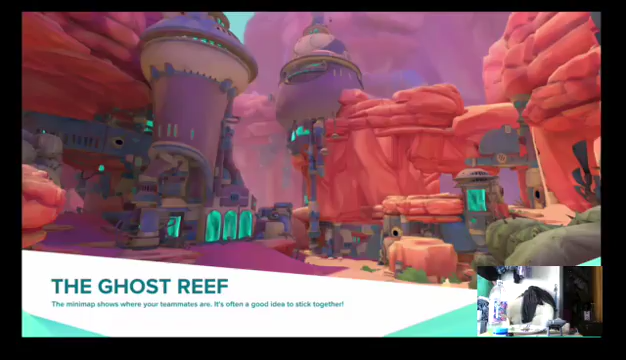 THE GHOST REEF
The minimap shows where your teammates are. It's often a good idea to stick together!